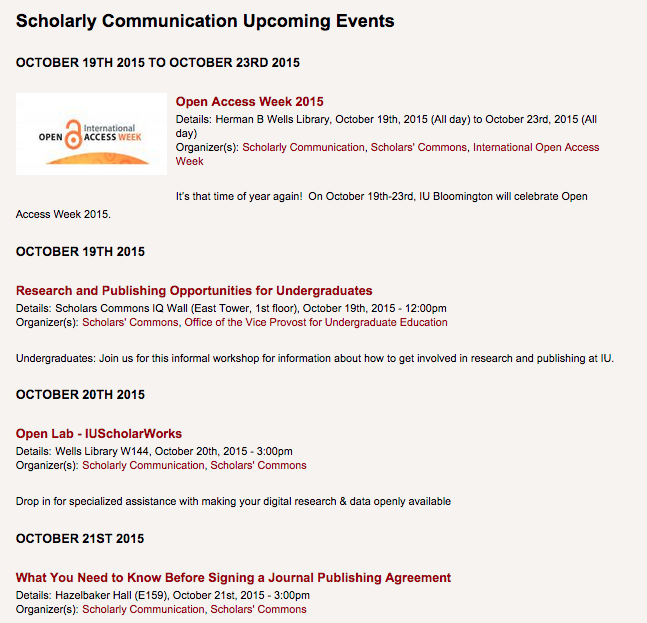 Scholarly Communication Upcoming Events
OCTOBER 19TH 2015 TO OCTOBER 23RD 2015
OPEN International ACCESS WEEK
Open Access Week 2015
Details: Herman B Wells Library, October 19th, 2015 (All day) to October 23rd, 2015 (All
day)
Organizer(s): Scholarly Communication, Scholars' Commons, International Open Access
Week
It's that time of year again!  On October 19th-23rd, IU Bloomington will celebrate Open
Access Week 2015.
OCTOBER 19TH 2015
Research and Publishing Opportunities for Undergraduates
Details: Scholars Commons IQ Wall (East Tower, 1st floor), October 19th, 2015 - 12:00pm
Organizer(s): Scholars' Commons, Office of the Vice Provost for Undergraduate Education
Undergraduates: Join us for this informal workshop for information about how to get involved in research and publishing at IU.
OCTOBER 20TH 2015
Open Lab - IUScholarWorks
Details: Wells Library W144, October 20th, 2015 - 3:00pm
Organizer(s): Scholarly Communication, Scholars' Commons
Drop in for specialized assistance with making your digital research & data openly available
OCTOBER 21ST 2015
What You Need to Know Before Signing a Journal Publishing Agreement
Details: Hazelbaker Hall (E159), October 21st, 2015 - 3:00pm
Organizer(s): Scholarly Communication, Scholars' Commons